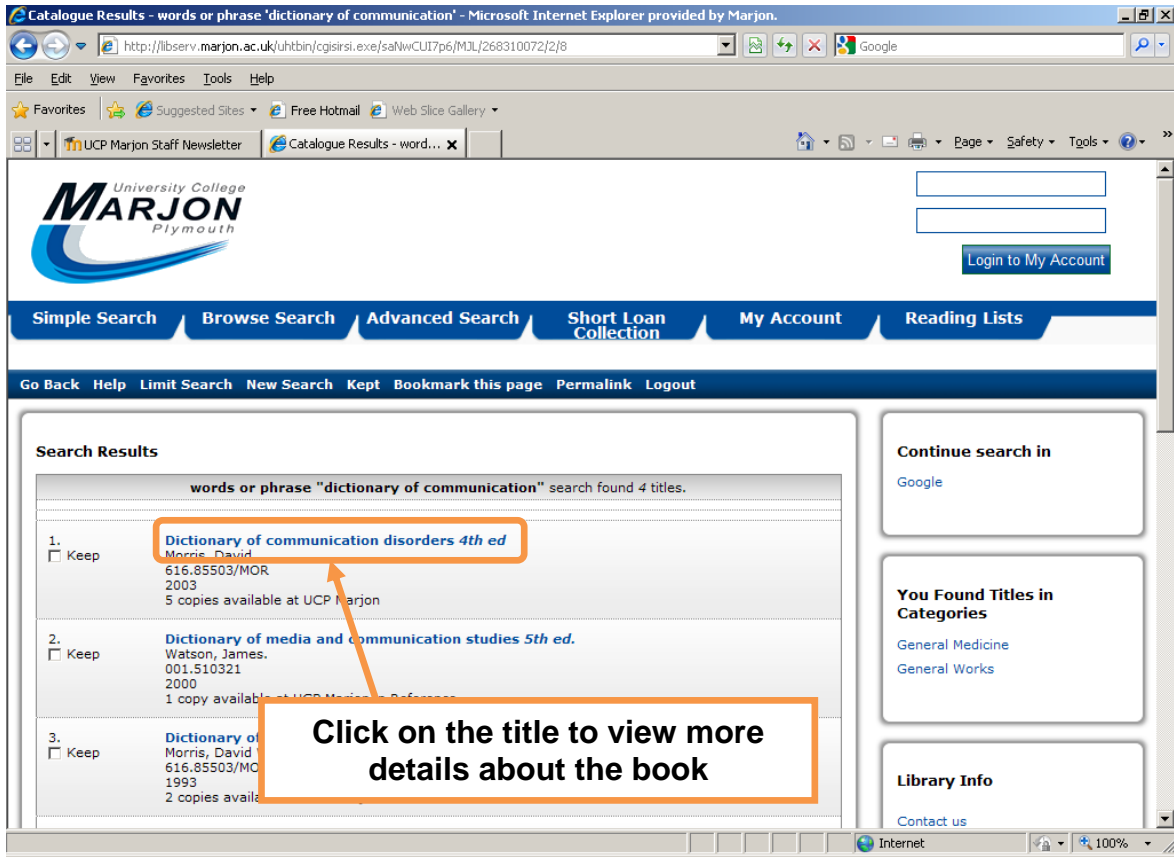 Catalogue Results - words or phrase 'dictionary of communication' - Microsoft Internet Explorer provided by Marjon.
http://libserv.marjon.ac.uk/uhtbin/cgisirsi.exe/saNwCUI7p6/MJL/268310072/2/8
Google
File Edit View Favorites Tools Help
Favorites Suggested Sites Free Hotmail Web Slice Gallery
UCP Marjon Staff Newsletter Catalogue Results - word... Page Safety Tools
University College
MARJON
Plymouth
Login to My Account
Simple Search Browse Search Advanced Search Short Loan Collection My Account Reading Lists
Go Back Help Limit Search New Search Kept Bookmark this page Permalink Logout
Search Results
words or phrase "dictionary of communication" search found 4 titles.
1. Dictionary of communication disorders 4th ed
Keep Morris, David
616.85503/MOR
2003
5 copies available at UCP Marjon
2. Dictionary of media and communication studies 5th ed.
Keep Watson, James.
001.510321
2000
1 copy
3. Dictionary of
Keep Morris, David
616.85503/MO
1993
2 copies
Click on the title to view more
details about the book
Continue search in
Google
You Found Titles in
Categories
General Medicine
General Works
Library Info
Contact us
Internet 100%